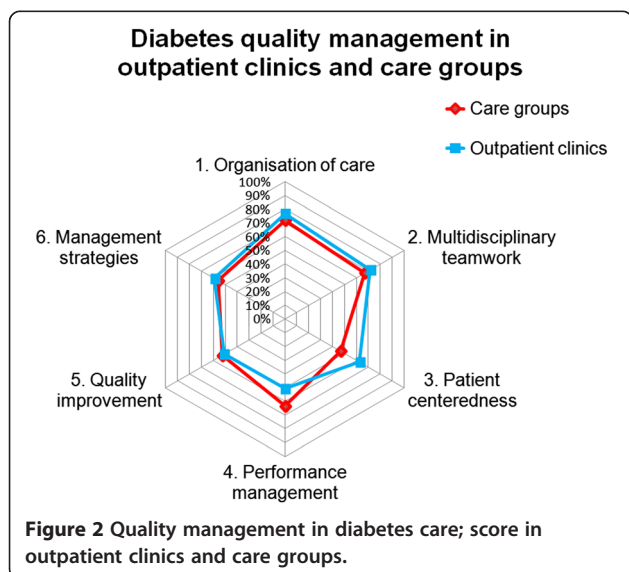 Diabetes quality management in
outpatient clinics and care groups
Care groups
Outpatient clinics
1. Organisation of care
100%
90%
80%
70%
60%
50%
40%
30%
20%
10%
0%
2. Multidisciplinary
teamwork
3. Patient
centeredness
4. Performance
management
5. Quality
improvement
6. Management
strategies
Figure 2 Quality management in diabetes care; score in
outpatient clinics and care groups.